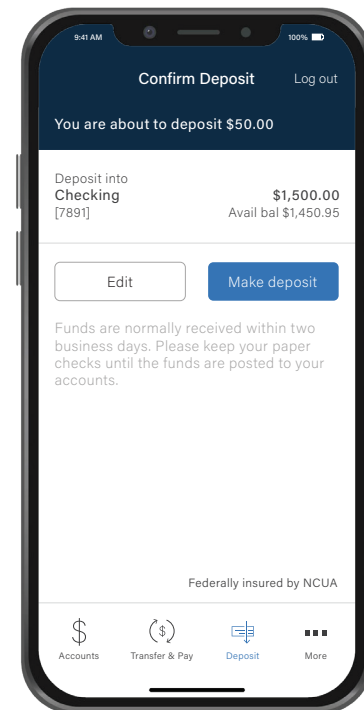 9:41 AM 100%
Confirm Deposit Log out
You are about to deposit $50.00
Deposit into
Checking $1,500.00
[7891] Avail bal $1,450.95
Edit Make deposit
Funds are normally received within two
business days. Please keep your paper
checks until the funds are posted to your
accounts.
Federally insured by NCUA
Accounts Transfer & Pay Deposit More